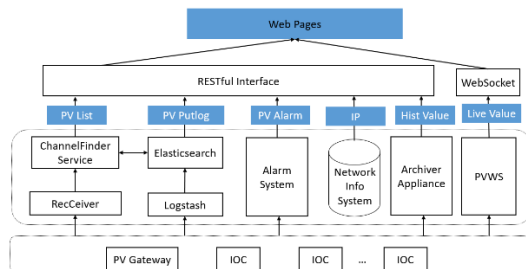 Web Pages
RESTful Interface
WebSocket
PV List
PV Putlog
PV Alarm
IP
Hist Value
Live Value
ChannelFinder
Service
Elasticsearch
Alarm
System
Network
Info
System
Archiver
Appliance
PVWS
RecCeiver
Logstash
PV Gateway
IOC
IOC
...
IOC